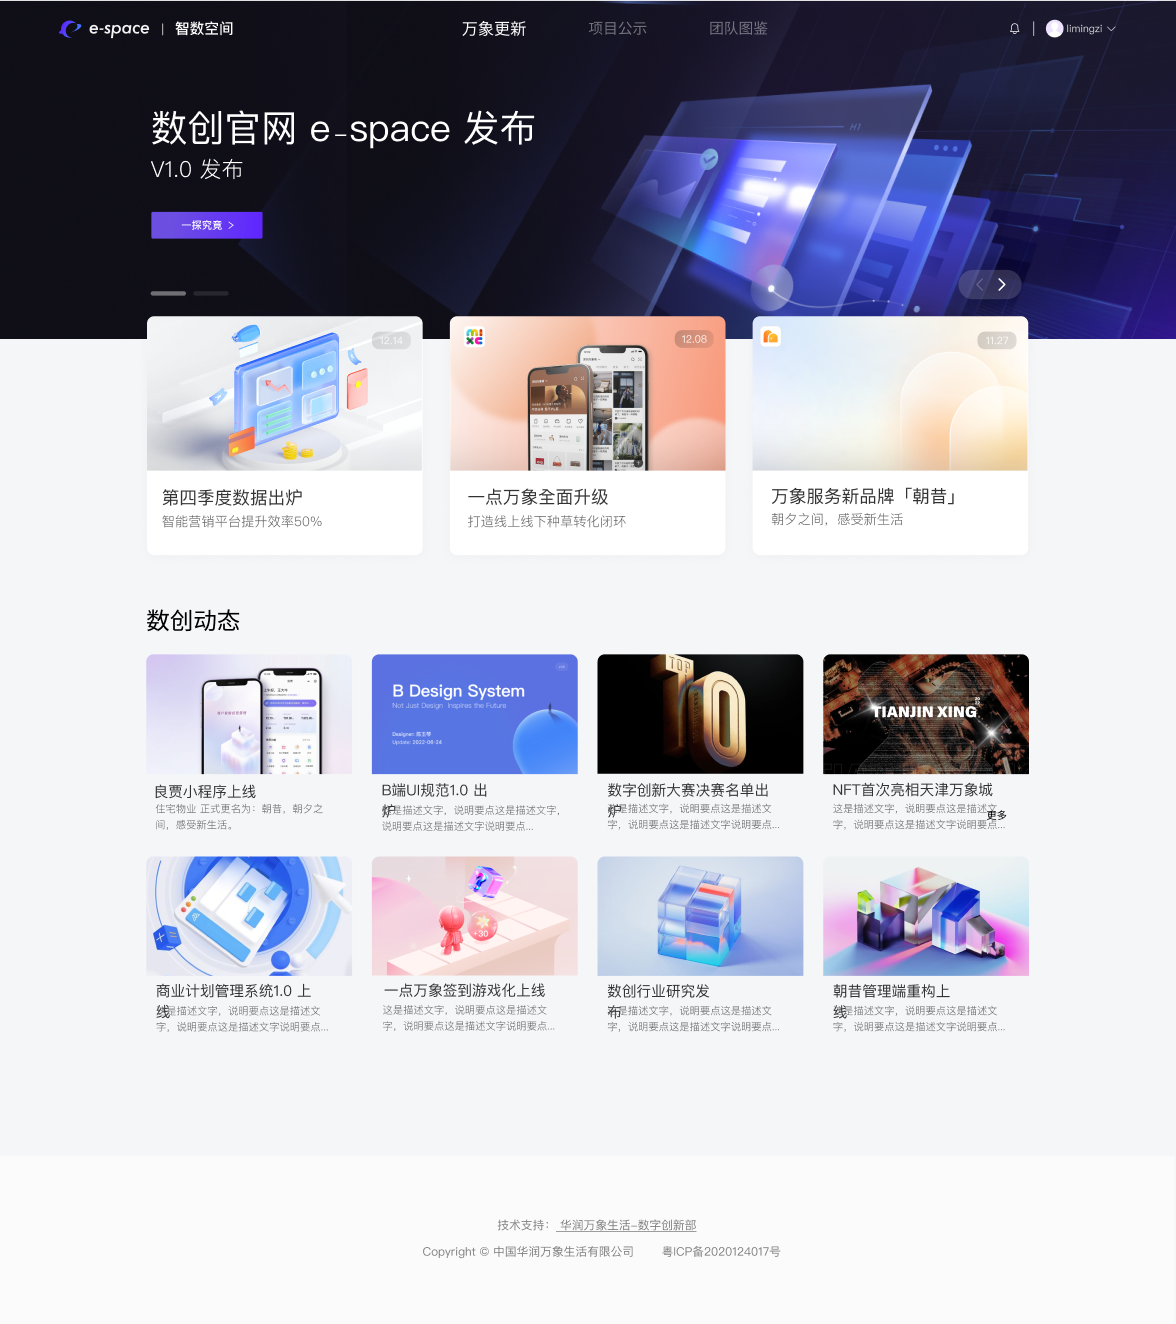 e-space | 智数空间
万象更新
项目公示
团队图鉴
limingzi
数创官网 e-space 发布
V1.0 发布
一探究竟 >
H1
12.14
mixc
12.08
11.27
第四季度数据出炉
智能营销平台提升效率50%
一点万象全面升级
打造线上线下种草转化闭环
万象服务新品牌「朝昔」
朝夕之间，感受新生活
数创动态
B Design System
Not Just Design inspires the Future
Update: 2022-08-24
TOP
10
TIANJIN XING
良贾小程序上线
住宅物业 正式更名为：朝昔，朝夕之
间，感受新生活。
B端UI规范1.0 出
炉
这是描述文字，说明要点这是描述文字，
说明要点这是描述文字说明要点...
数字创新大赛决赛名单出
炉
这是描述文字，说明要点这是描述文
字，说明要点这是描述文字说明要点...
NFT首次亮相天津万象城
这是描述文字，说明要点这是描述文
字，说明要点这是描述文字说明要点...
更多
+30
商业计划管理系统1.0 上
线
这是描述文字，说明要点这是描述文
字，说明要点这是描述文字说明要点...
一点万象签到游戏化上线
这是描述文字，说明要点这是描述文
字，说明要点这是描述文字说明要点...
数创行业研究发
布
这是描述文字，说明要点这是描述文
字，说明要点这是描述文字说明要点...
朝昔管理端重构上
线
这是描述文字，说明要点这是描述文
字，说明要点这是描述文字说明要点...
技术支持： 华润万象生活-数字创新部
Copyright © 中国华润万象生活有限公司 粤ICP备2020124017号